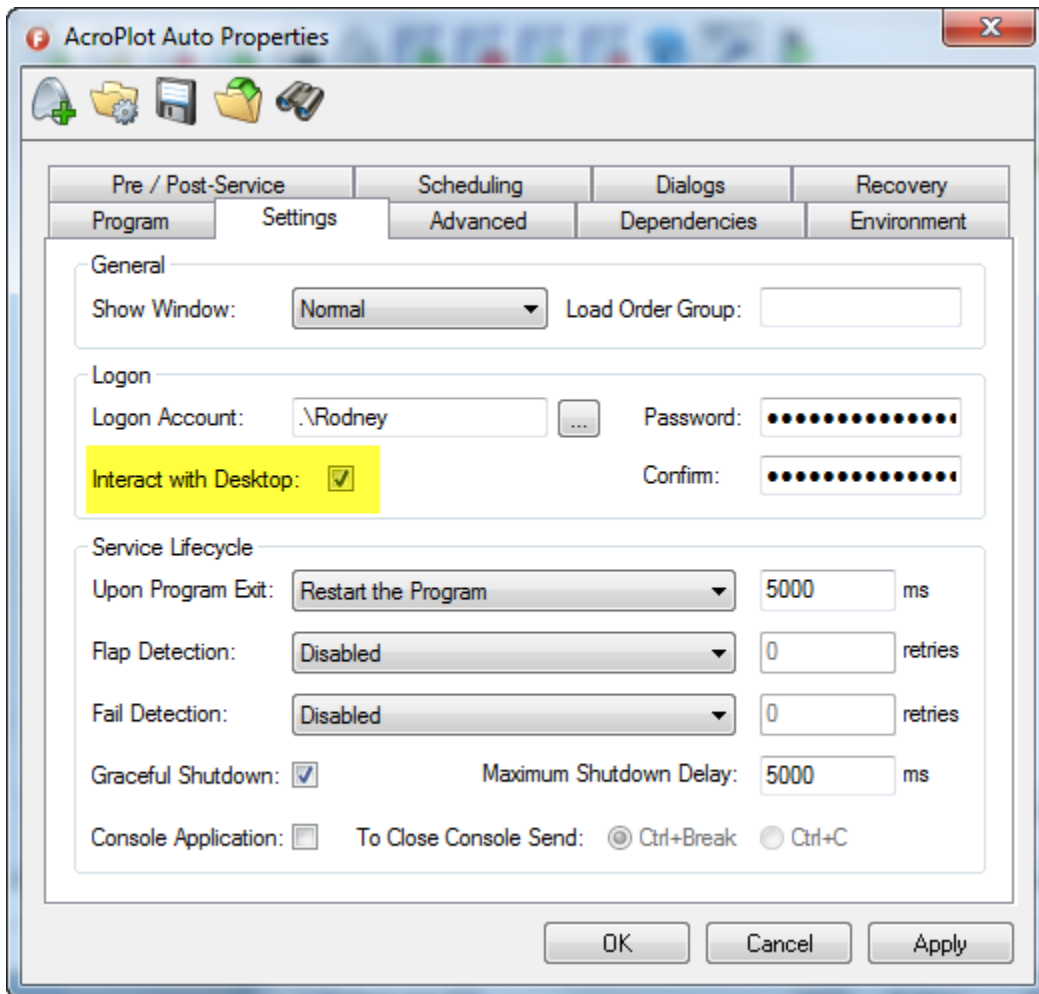 AcroPlot Auto Properties
Pre / Post-Service Scheduling Dialogs Recovery
Program Settings Advanced Dependencies Environment
General
Show Window: Normal Load Order Group:
Logon
Logon Account: .\Rodney ... Password: ●●●●●●●●●●●●●●
Interact with Desktop: Confirm: ●●●●●●●●●●●●●●
Service Lifecycle
Upon Program Exit: Restart the Program 5000 ms
Flap Detection: Disabled 0 retries
Fail Detection: Disabled 0 retries
Graceful Shutdown: Maximum Shutdown Delay: 5000 ms
Console Application: To Close Console Send: Ctrl+Break Ctrl+C
OK Cancel Apply